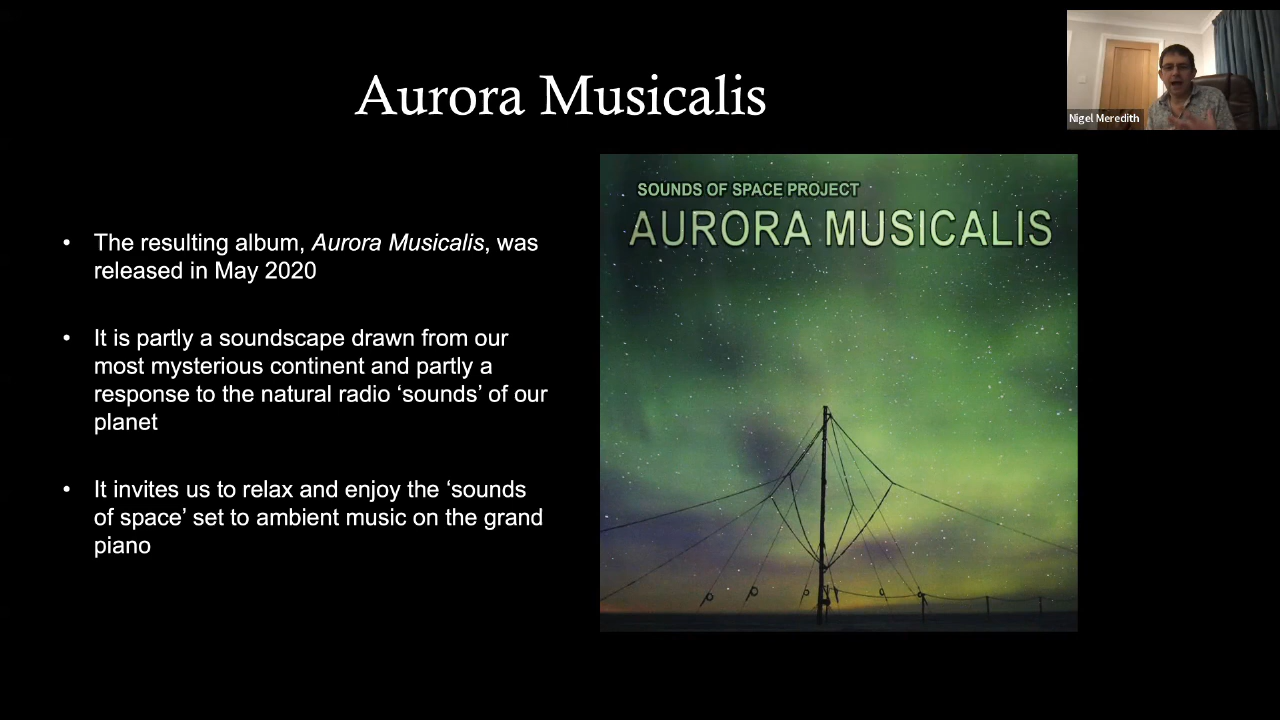 Aurora Musicalis
Nigel Meredith
SOUNDS OF SPACE PROJECT
AURORA MUSICALIS
• The resulting album, Aurora Musicalis, was
released in May 2020
• It is partly a soundscape drawn from our
most mysterious continent and partly a
response to the natural radio ‘sounds’ of our
planet
• It invites us to relax and enjoy the ‘sounds
of space’ set to ambient music on the grand
piano